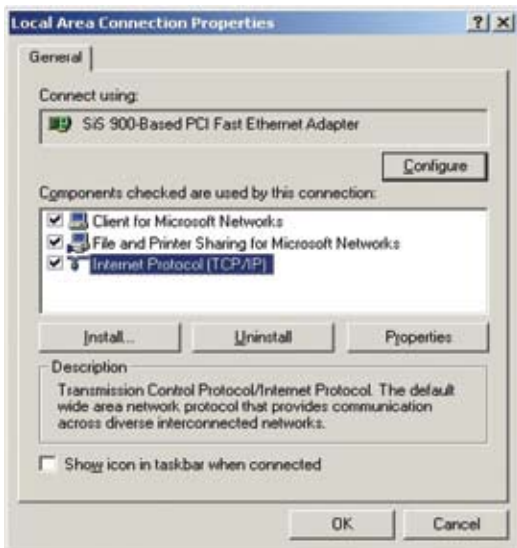 Local Area Connection Properties
General
Connect using:
SiS 900-Based PCI Fast Ethernet Adapter
Configure
Components checked are used by this connection:
Client for Microsoft Networks
File and Printer Sharing for Microsoft Networks
Internet Protocol (TCP/IP)
Install... Uninstall Properties
Description
Transmission Control Protocol/Internet Protocol. The default
wide area network protocol that provides communication
across diverse interconnected networks.
Show icon in taskbar when connected
OK Cancel